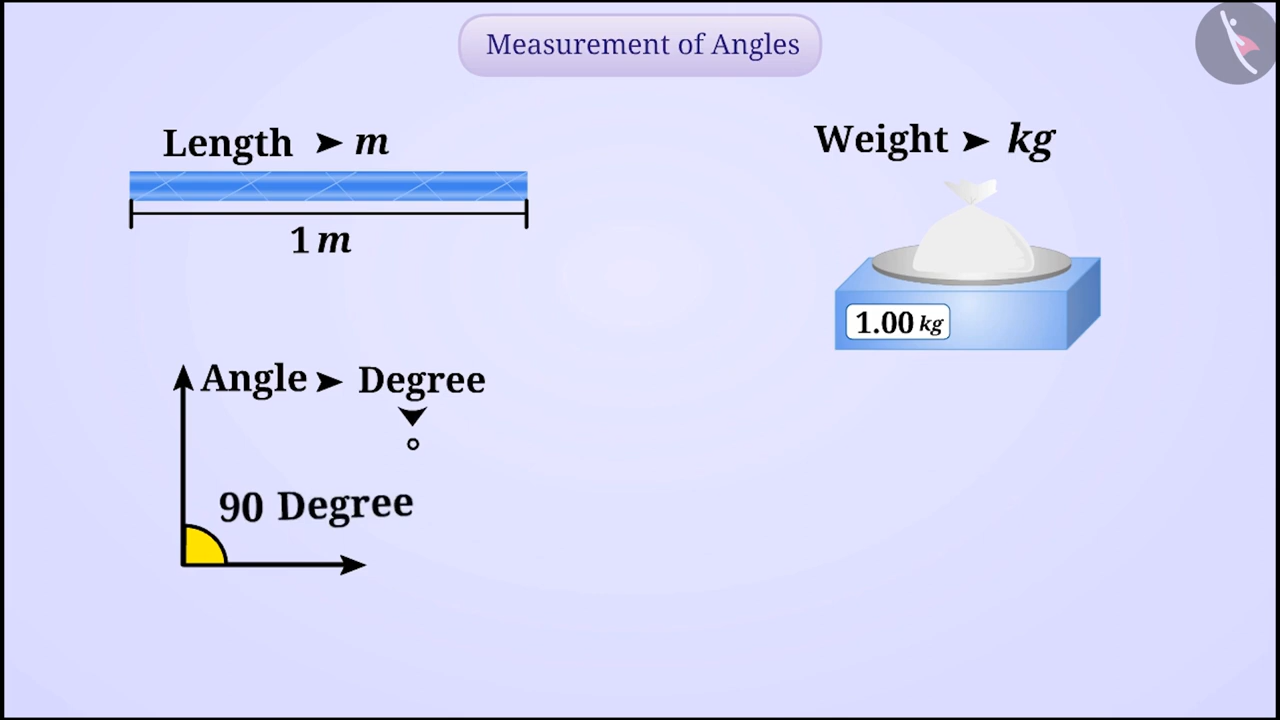 Measurement of Angles
Length ➤ m
1 m
Weight ➤ kg
1.00 kg
Angle ➤ Degree
°
90 Degree